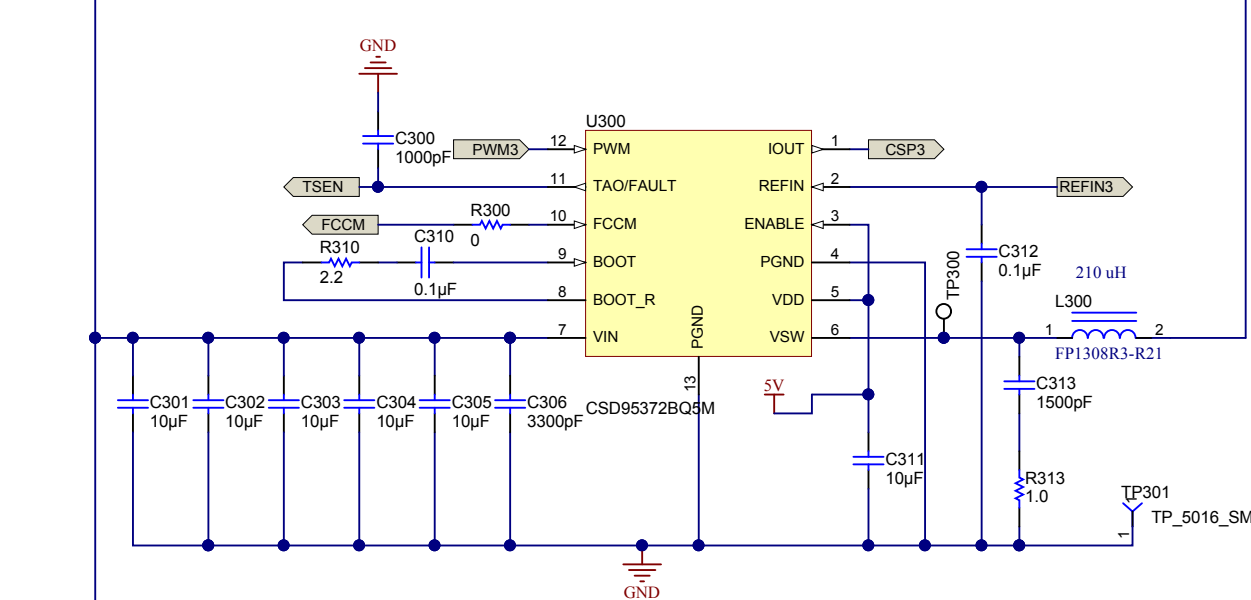 GND
C300
1000pF
U300
PWM3
12
PWM
IOUT
1
CSP3
TSEN
11
TAO/FAULT
REFIN
2
REFIN3
FCCM
R300
0
10
FCCM
ENABLE
3
R310
2.2
C310
0.1µF
9
BOOT
PGND
4
TP300
C312
0.1µF
210 uH
8
BOOT_R
VDD
5
L300
7
VIN
PGND
VSW
6
1
2
FP1308R3-R21
13
5V
C313
1500pF
C301
10µF
C302
10µF
C303
10µF
C304
10µF
C305
10µF
C306
3300pF
CSD95372BQ5M
C311
10µF
R313
1.0
TP301
1
TP_5016_SM
GND